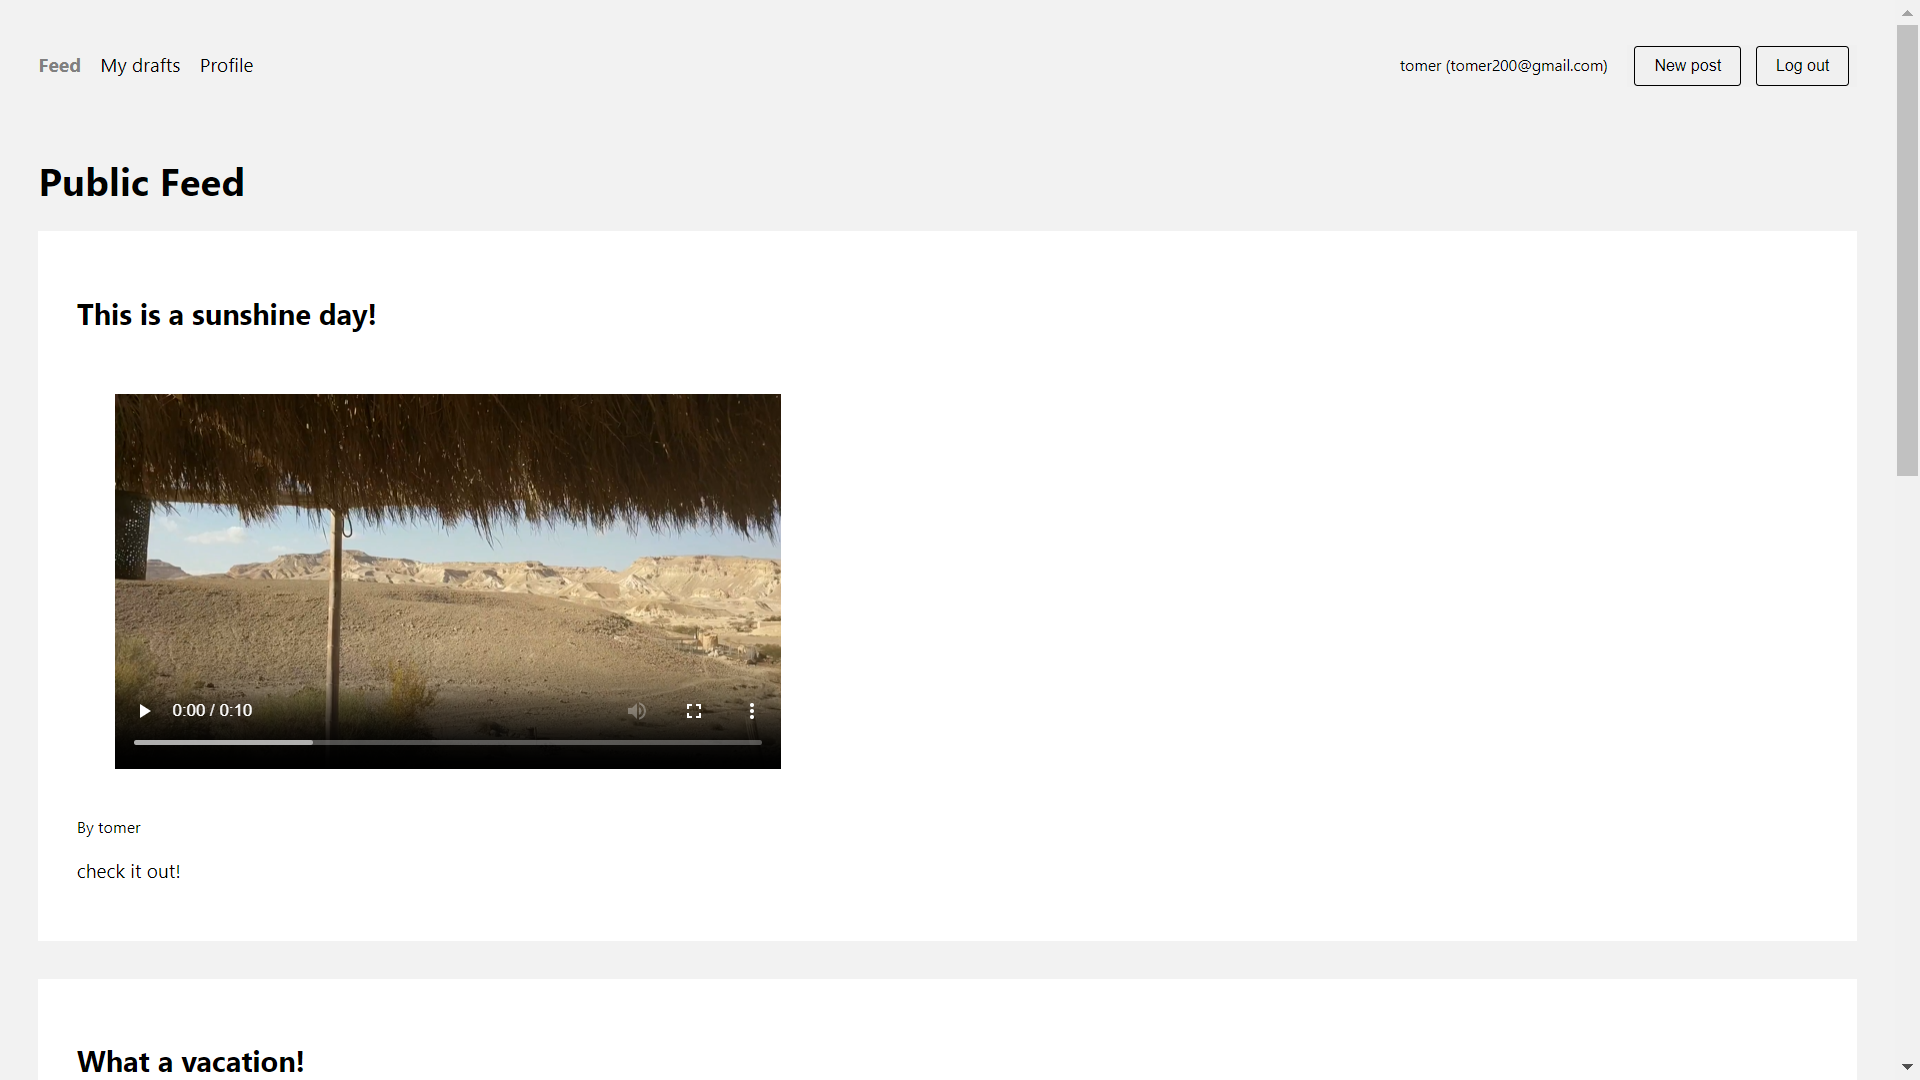 Feed My drafts Profile tomer (tomer200@gmail.com) New post Log out
Public Feed
This is a sunshine day!
0:00 / 0:10
By tomer
check it out!
What a vacation!